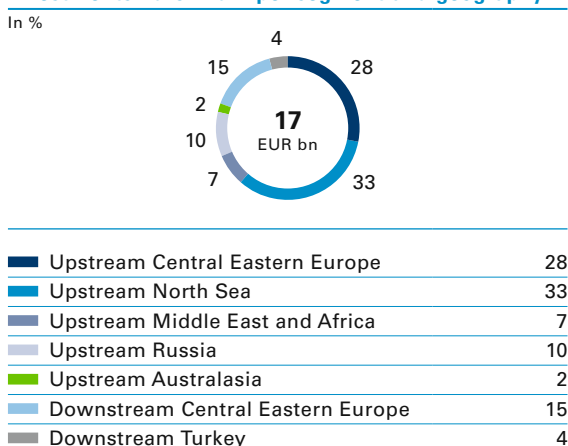 In %
4
15
28
2
17
EUR bn
10
7
33
Upstream Central Eastern Europe 28
Upstream North Sea 33
Upstream Middle East and Africa 7
Upstream Russia 10
Upstream Australasia 2
Downstream Central Eastern Europe 15
Downstream Turkey 4